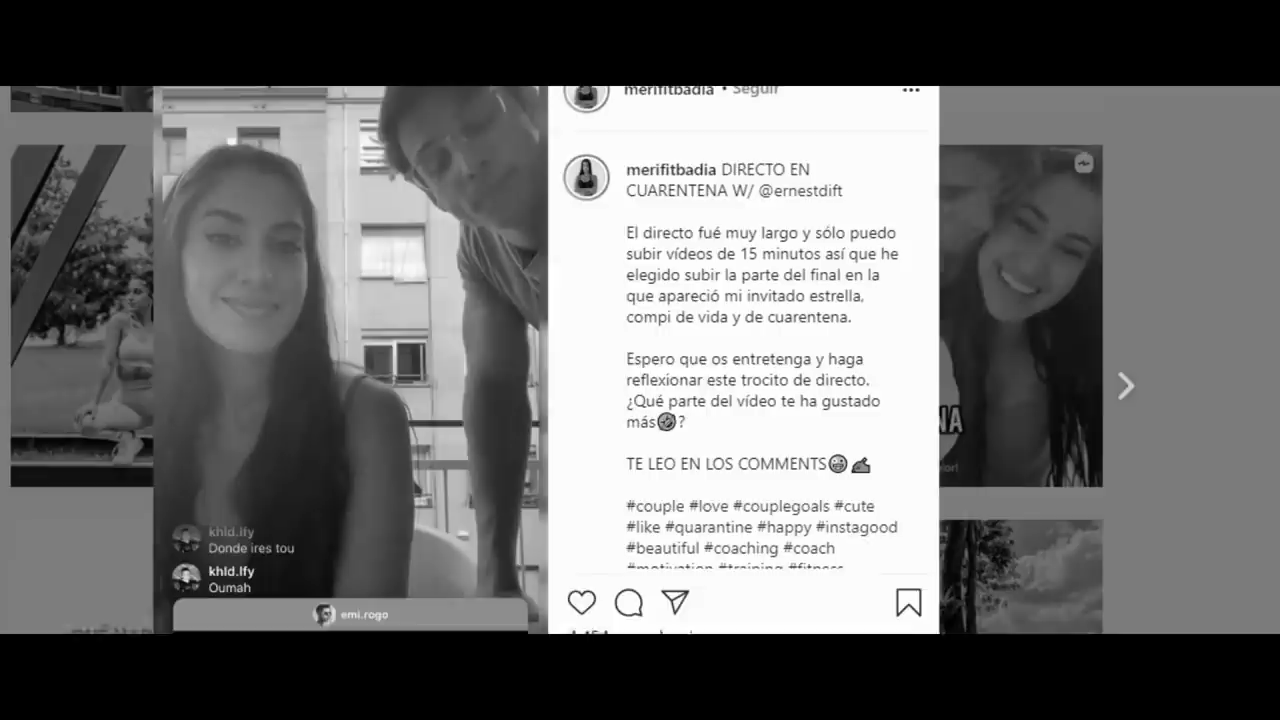 merifitbadia • Seguir
merifitbadia DIRECTO EN
CUARENTENA W/ @ernestdift
El directo fué muy largo y sólo puedo
subir vídeos de 15 minutos así que he
elegido subir la parte del final en la
que apareció mi invitado estrella,
compi de vida y de cuarentena.
Espero que os entretenga y haga
reflexionar este trocito de directo.
¿Qué parte del vídeo te ha gustado
más🤣?
TE LEO EN LOS COMMENTS😜✍
#couple #love #couplegoals #cute
#like #quarantine #happy #instagood
#beautiful #coaching #coach
#motivation #training #fitness
khld.lfy
Donde ires tou
khld.lfy
Oumah
emi.rogo
NA